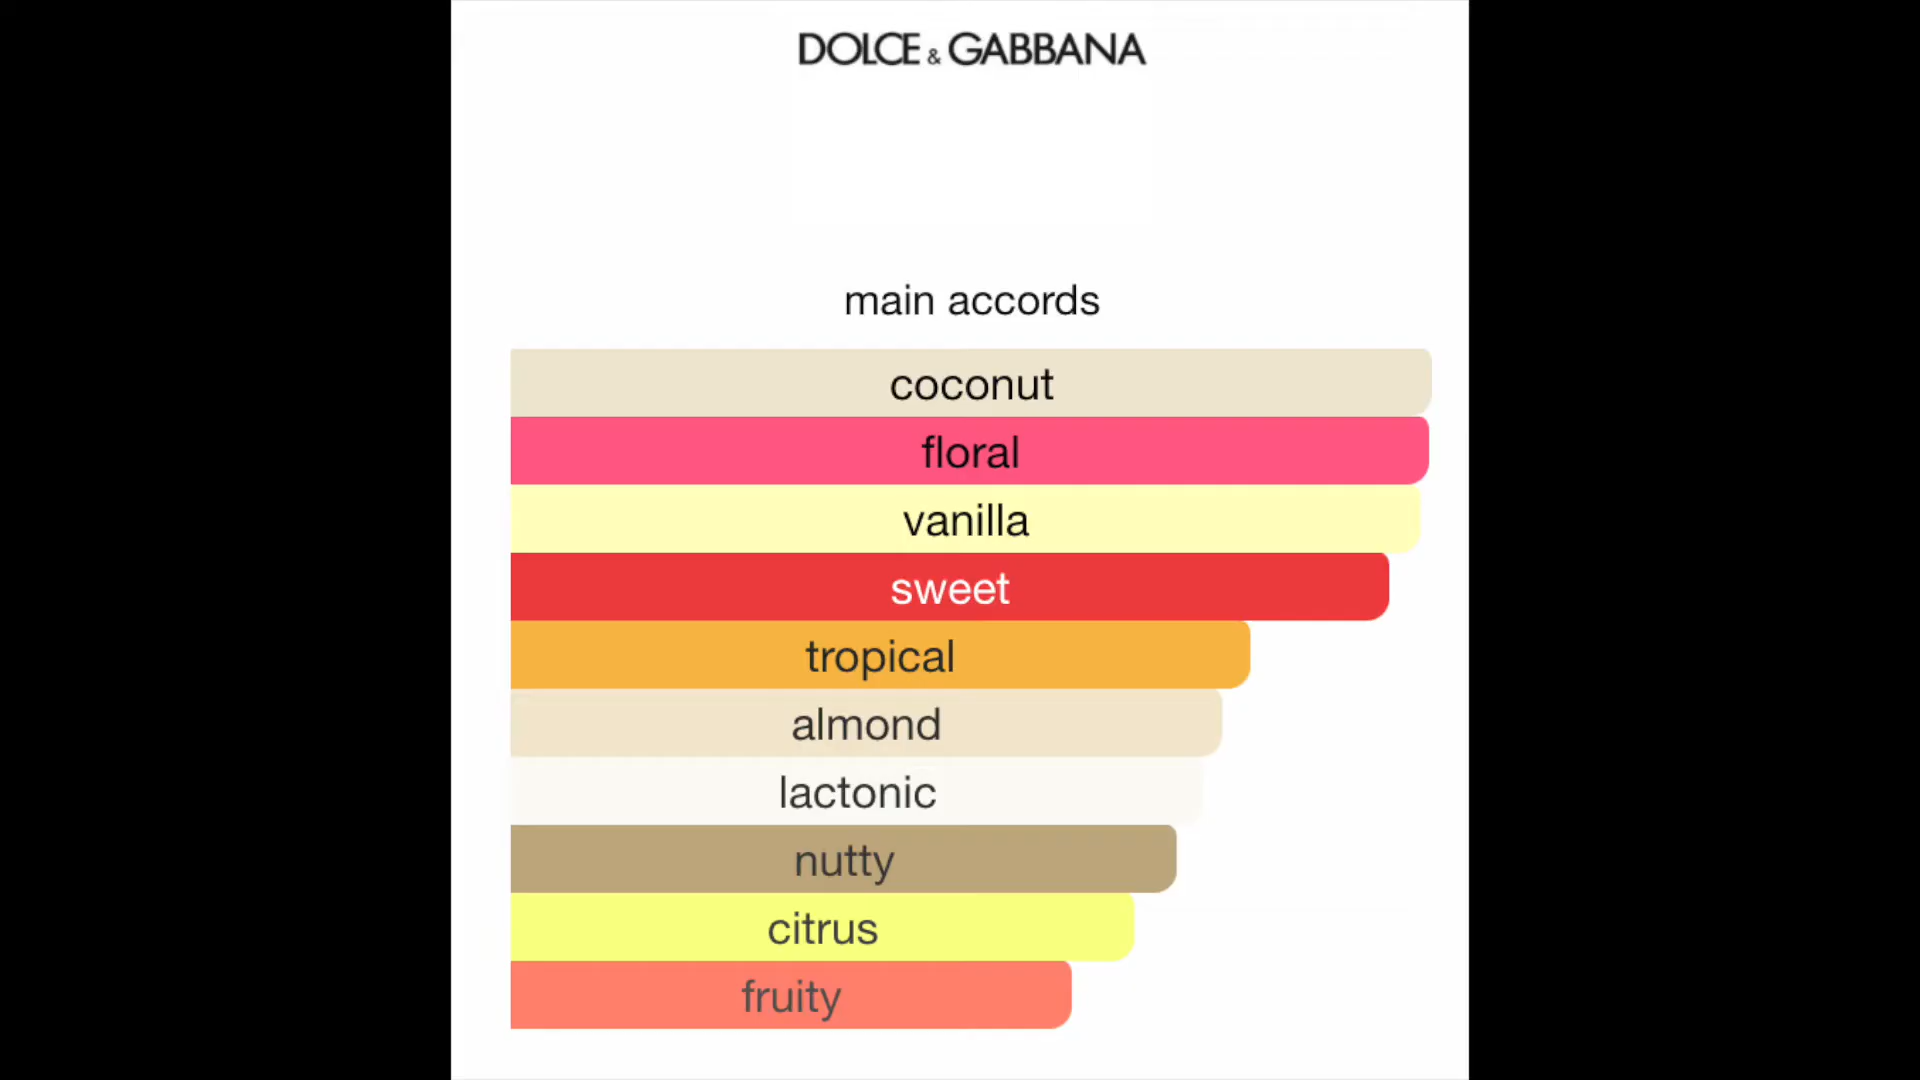 DOLCE & GABBANA
main accords
coconut
floral
vanilla
sweet
tropical
almond
lactonic
nutty
citrus
fruity